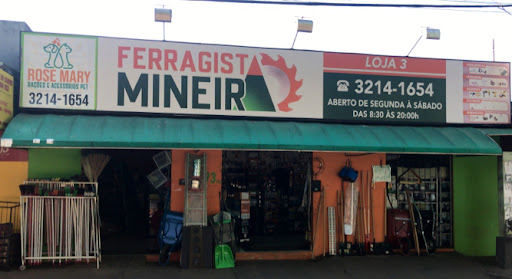 ROSE MARY
RAÇÕES E ACESSÓRIOS PET
3214-1654
FERRAGISTA
MINEIRA
LOJA 3
3214-1654
ABERTO DE SEGUNDA À SÁBADO
DAS 8:30 ÀS 20:00h